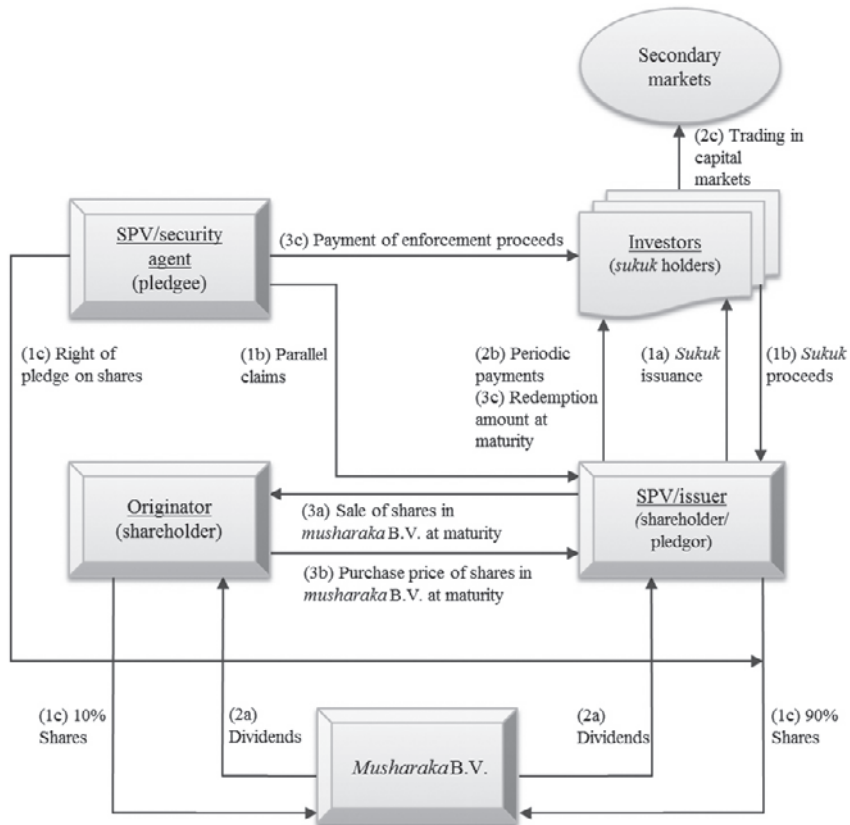 Secondary
markets
(2c) Trading in
capital
markets
SPV/security
agent
(pledgee)
(3c) Payment of enforcement proceeds
Investors
(sukuk holders)
(1c) Right of
pledge on shares
(1b) Parallel
claims
(2b) Periodic
payments
(3c) Redemption
amount at
maturity
(1a) Sukuk
issuance
(1b) Sukuk
proceeds
Originator
(shareholder)
(3a) Sale of shares in
musharaka B.V. at maturity
(3b) Purchase price of shares in
musharaka B.V. at maturity
SPV/issuer
(shareholder/
pledgor)
(1c) 10%
Shares
(2a)
Dividends
Musharaka B.V.
(2a)
Dividends
(1c) 90%
Shares